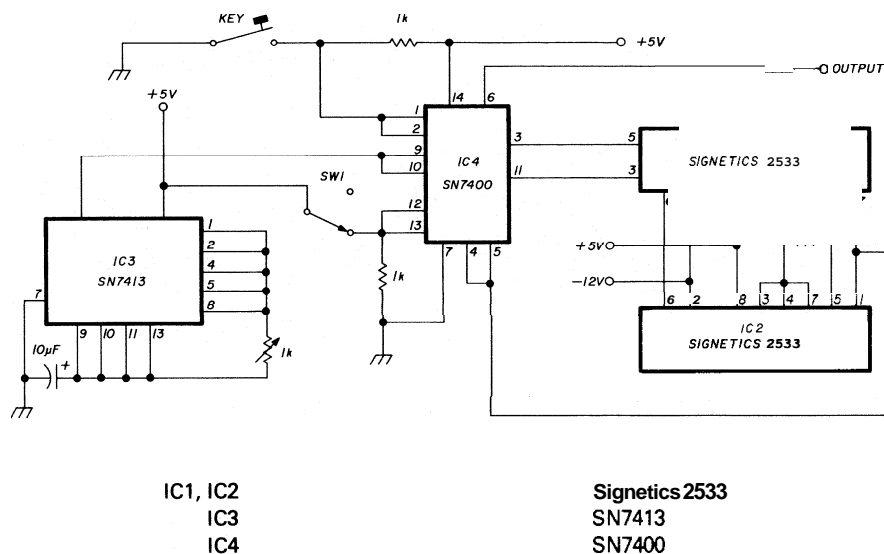 KEY
1k
+5V
OUTPUT
+5V
14
6
1
2
9
10
12
13
IC4
SN7400
3
11
5
3
SIGNETICS 2533
SW1
7
4
5
1k
IC3
SN7413
1
2
4
5
6
7
9
10
11
13
1k
10µF
+
+5V
-12V
6
2
8
3
4
7
5
1
IC2
SIGNETICS 2533
IC1, IC2 Signetics 2533
IC3 SN7413
IC4 SN7400